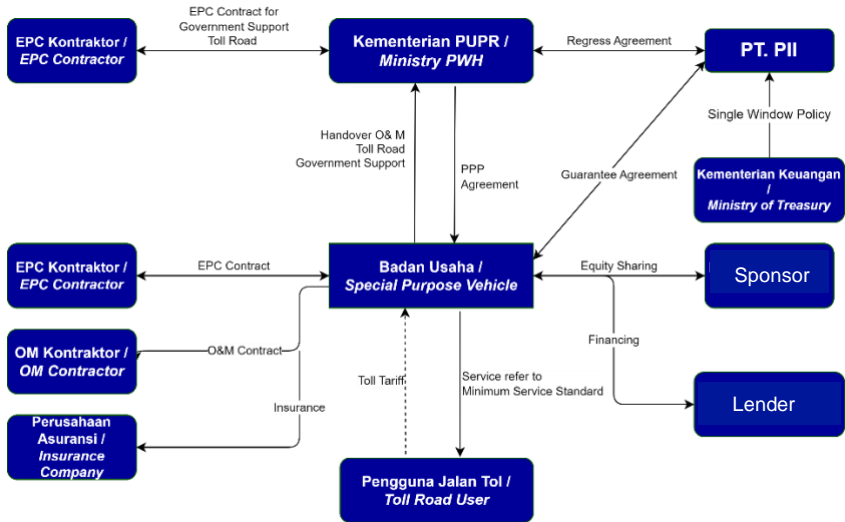 EPC Kontraktor /
EPC Contractor
EPC Contract for
Government Support
Toll Road
Kementerian PUPR /
Ministry PWH
Regress Agreement
PT. PII
Single Window Policy
Handover O& M
Toll Road
Government Support
PPP
Agreement
Guarantee Agreement
Kementerian Keuangan
/
Ministry of Treasury
EPC Kontraktor /
EPC Contractor
EPC Contract
Badan Usaha /
Special Purpose Vehicle
Equity Sharing
Sponsor
OM Kontraktor /
OM Contractor
O&M Contract
Financing
Toll Tariff
Service refer to
Minimum Service Standard
Insurance
Lender
Perusahaan
Asuransi /
Insurance
Company
Pengguna Jalan Tol /
Toll Road User